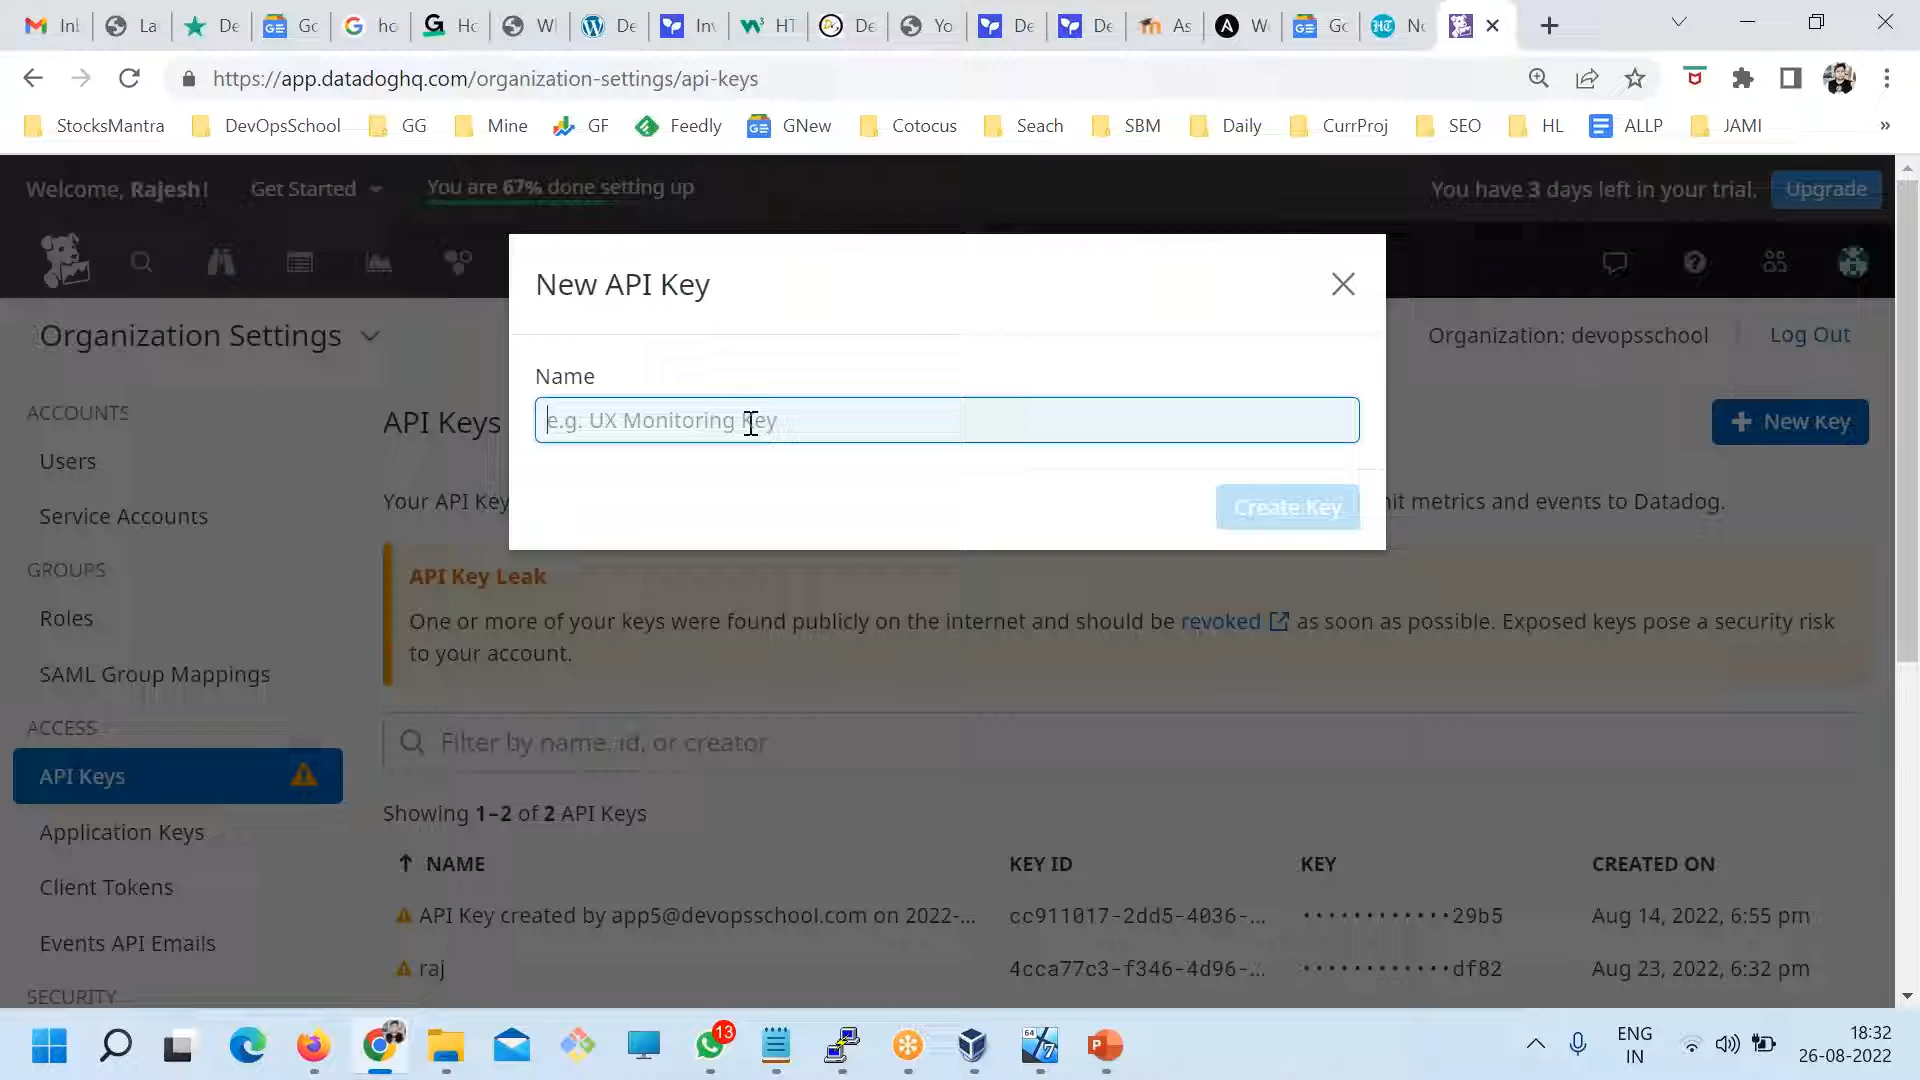 Inl
La
De
Go
ho
Ho
Wl
De
Inv
HT
De
Yo
De
De
As
W
Go
No
https://app.datadoghq.com/organization-settings/api-keys
StocksMantra
DevOpsSchool
GG
Mine
GF
Feedly
GNew
Cotocus
Seach
SBM
Daily
CurrProj
SEO
HL
ALLP
JAMI
»
Welcome, Rajesh!
Get Started
You are 67% done setting up
You have 3 days left in your trial.
Upgrade
New API Key
Organization Settings
Organization: devopsschool
Log Out
Name
e.g. UX Monitoring Key
ACCOUNTS
API Keys
+ New Key
Users
Your API Key
Create Key
metrics and events to Datadog.
Service Accounts
GROUPS
API Key Leak
Roles
One or more of your keys were found publicly on the internet and should be revoked as soon as possible. Exposed keys pose a security risk
to your account.
SAML Group Mappings
ACCESS
Filter by name, id, or creator
API Keys
Showing 1–2 of 2 API Keys
Application Keys
NAME
KEY ID
KEY
CREATED ON
Client Tokens
API Key created by app5@devopsschool.com on 2022-...
cc911017-2dd5-4036-...
············29b5
Aug 14, 2022, 6:55 pm
Events API Emails
raj
4cca77c3-f346-4d96-...
············df82
Aug 23, 2022, 6:32 pm
SECURITY
13
64
ENG
IN
18:32
26-08-2022